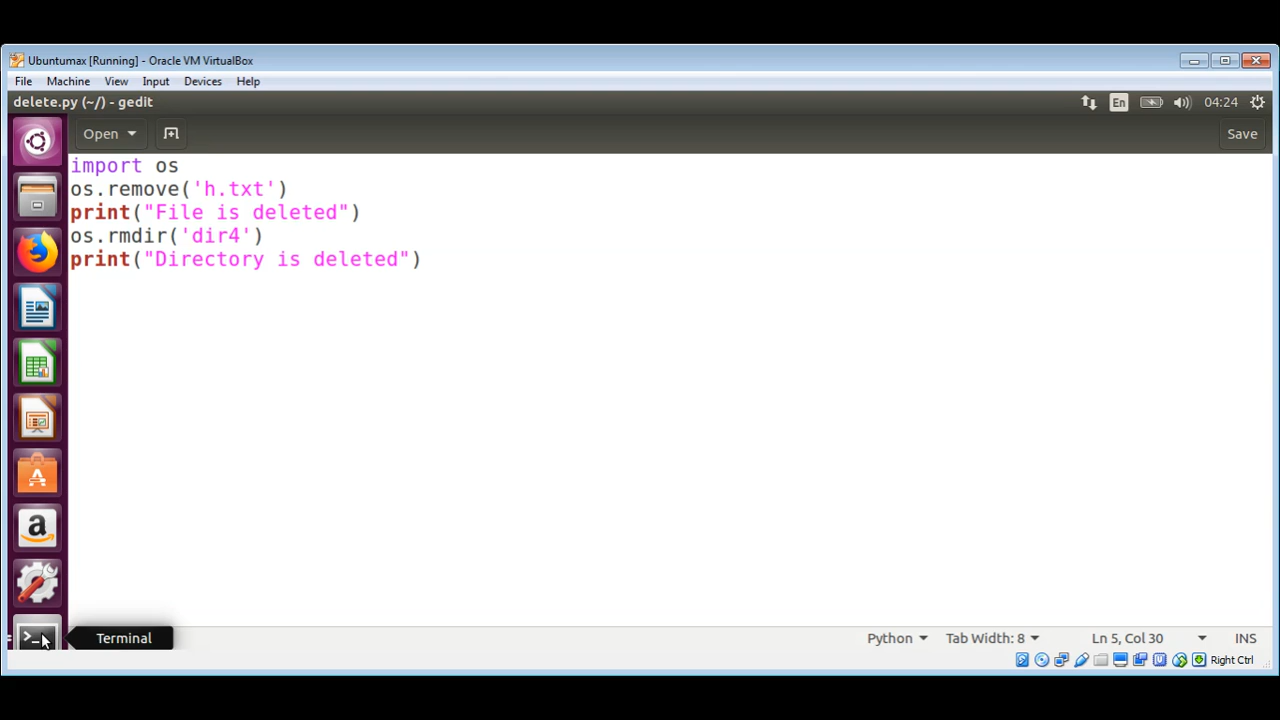 Ubuntumax [Running] - Oracle VM VirtualBox
File Machine View Input Devices Help
delete.py (~/) - gedit En 04:24
Open Save
import os
os.remove('h.txt')
print("File is deleted")
os.rmdir('dir4')
print("Directory is deleted")
Terminal Python Tab Width: 8 Ln 5, Col 30 INS
Right Ctrl